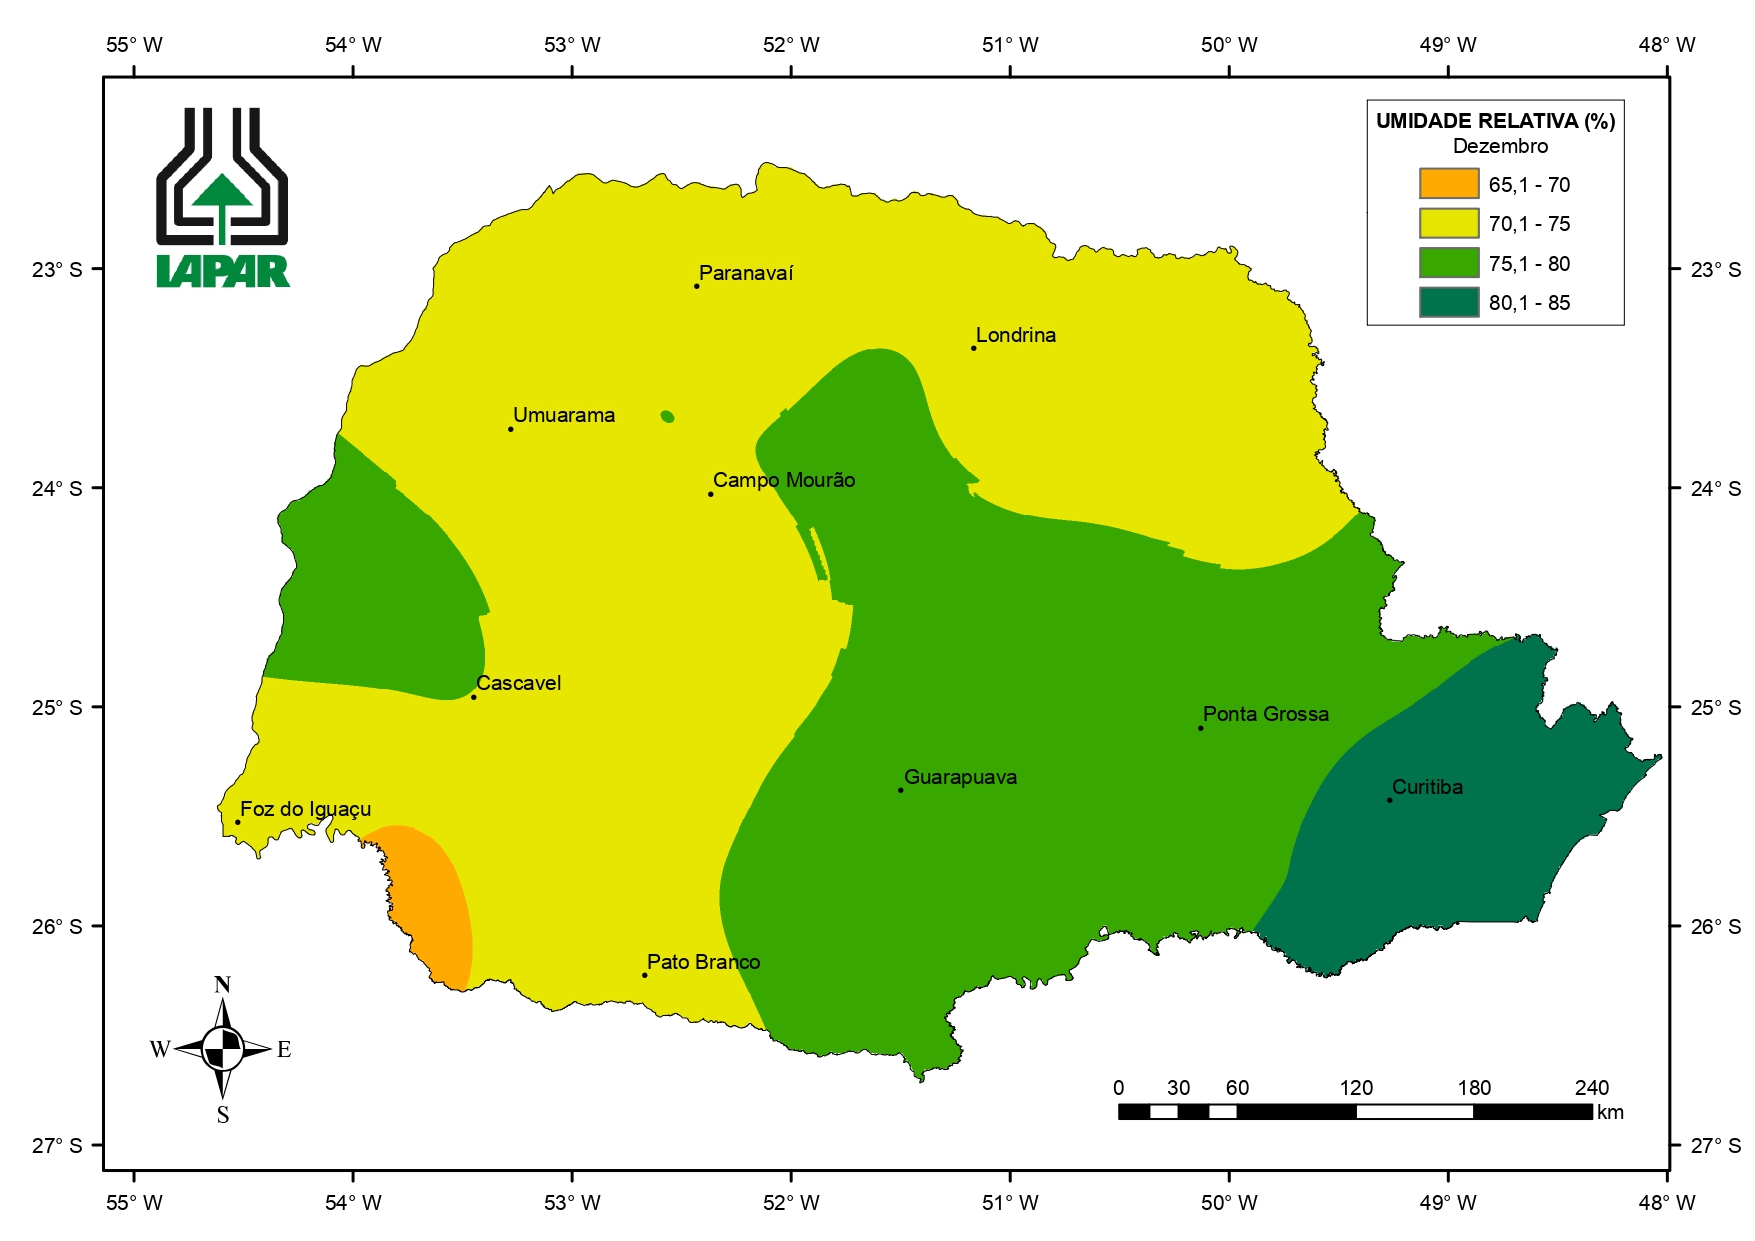 55° W 54° W 53° W 52° W 51° W 50° W 49° W 48° W
IAPAR
UMIDADE RELATIVA (%)
Dezembro
65,1 - 70
70,1 - 75
75,1 - 80
80,1 - 85
23° S 23° S
Paranavaí
Londrina
Umuarama
Campo Mourão
24° S 24° S
Cascavel
25° S 25° S
Ponta Grossa
Guarapuava
Curitiba
Foz do Iguaçu
26° S 26° S
Pato Branco
N
W E
S
0 30 60 120 180 240
km
27° S 27° S
55° W 54° W 53° W 52° W 51° W 50° W 49° W 48° W